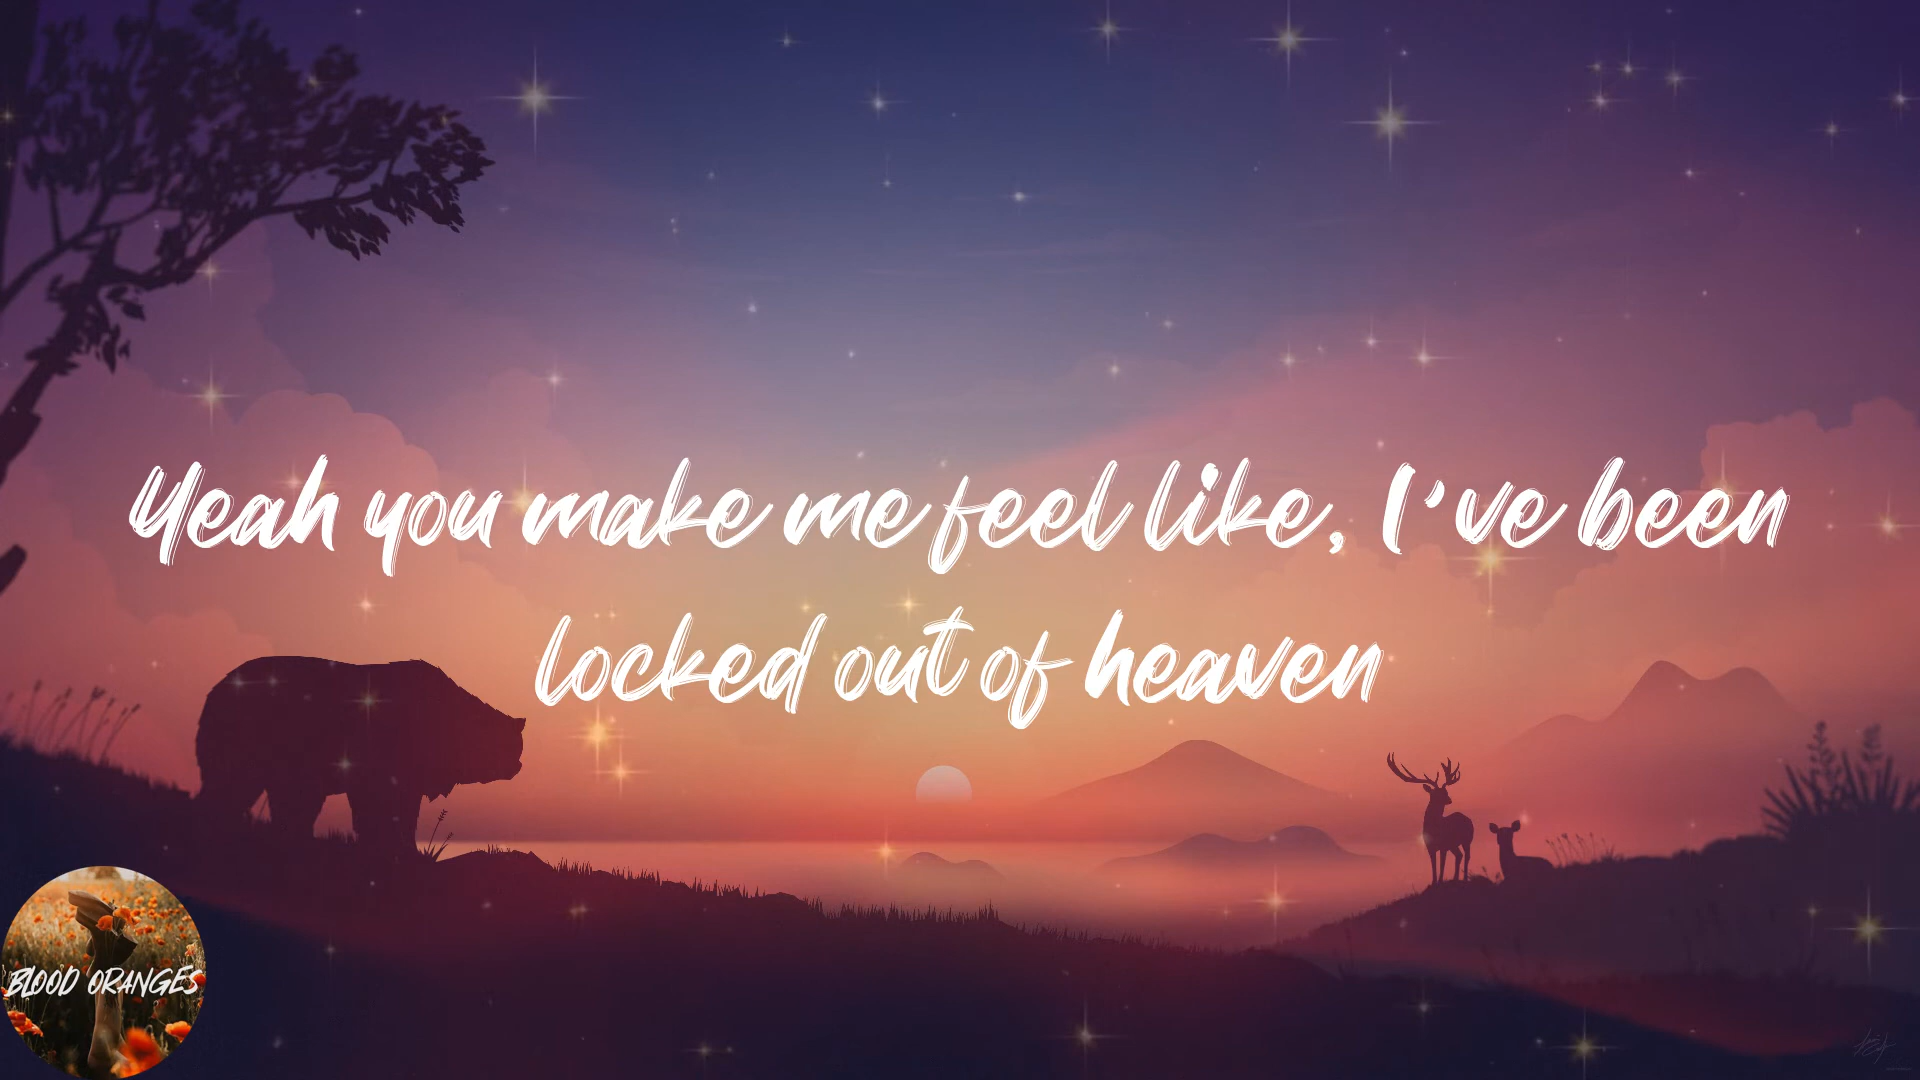 Yeah you make me feel like, I've been
locked out of heaven
BLOOD ORANGES